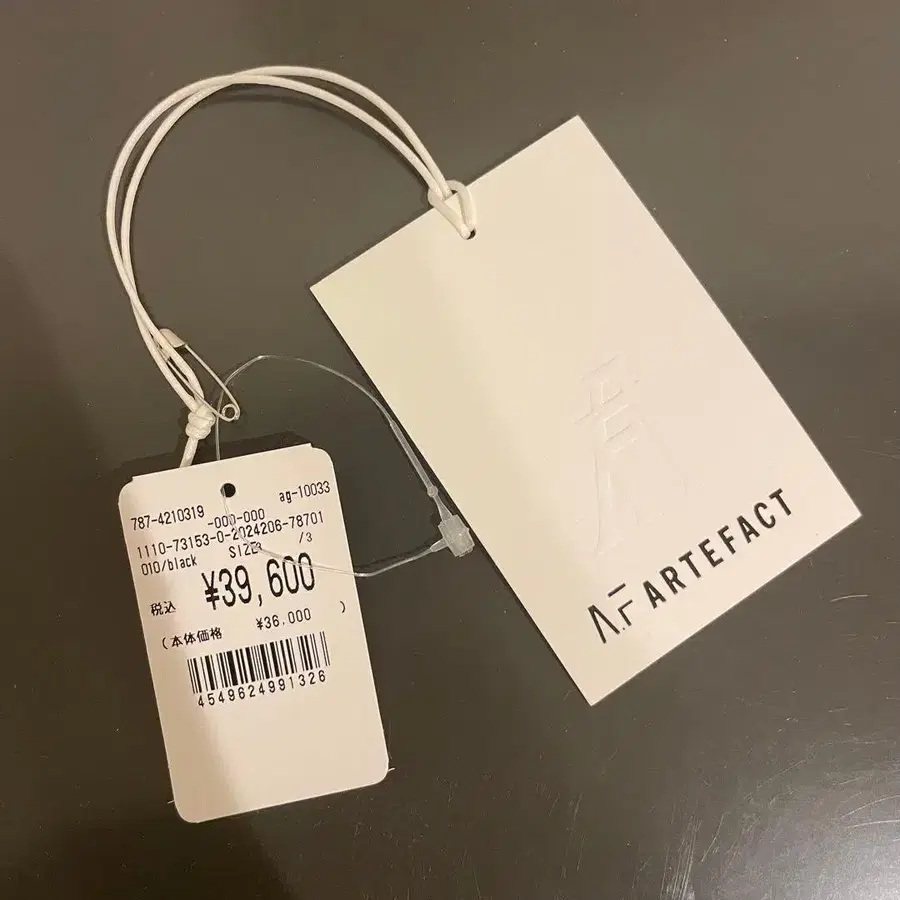 787-4210319 -000-000 ag-10033
1110-73153-0-2024206-78701
010/black SIZE /3
税込 ¥39,600
(本体価格 ¥36,000 )
4549624991326
A.F ARTEFACT